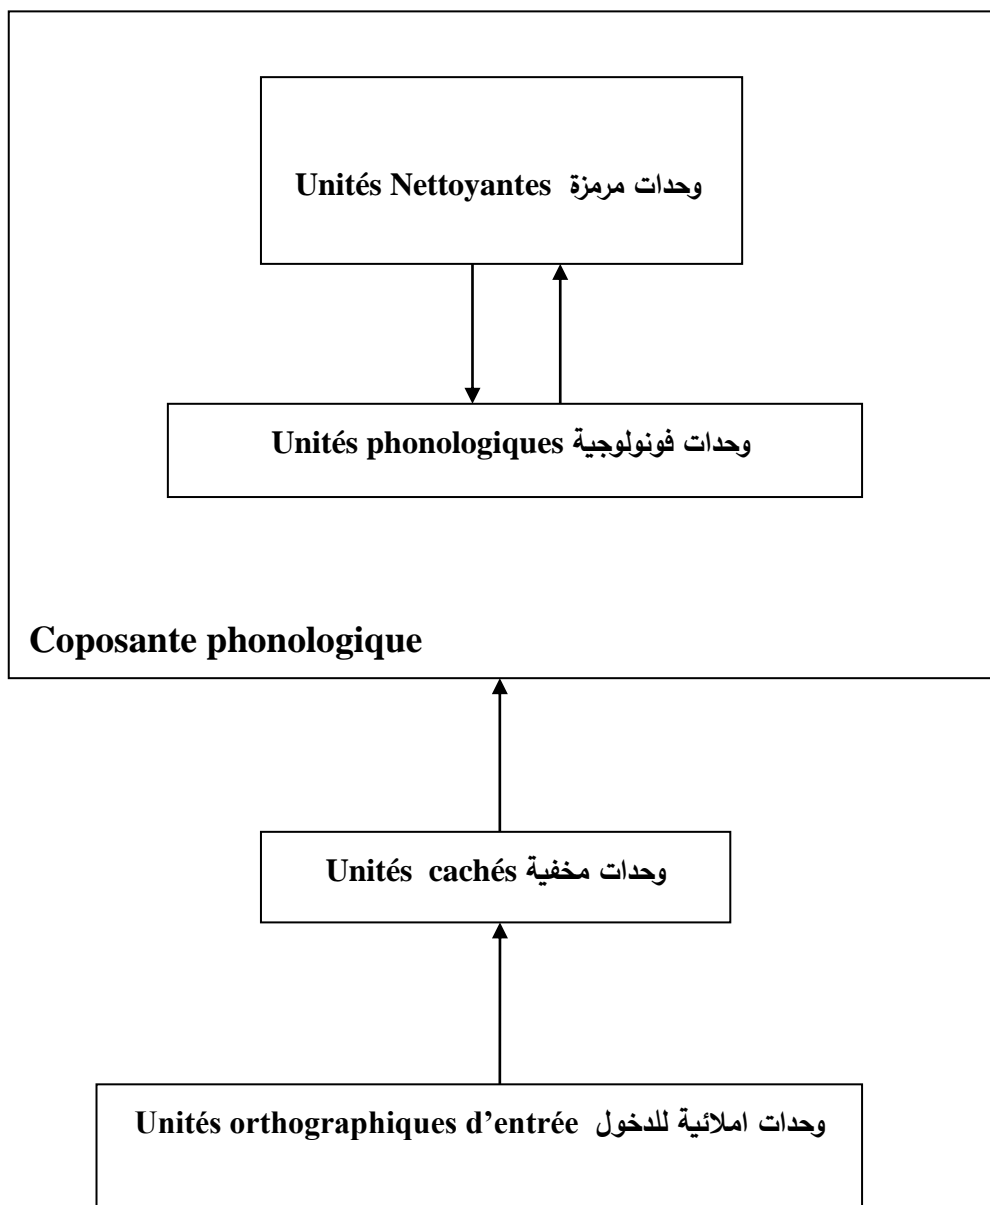 Unités Nettoyantes وحدات مرمزة
Unités phonologiques وحدات فونولوجية
Coposante phonologique
Unités cachés وحدات مخفية
Unités orthographiques d’entrée وحدات املائية للدخول